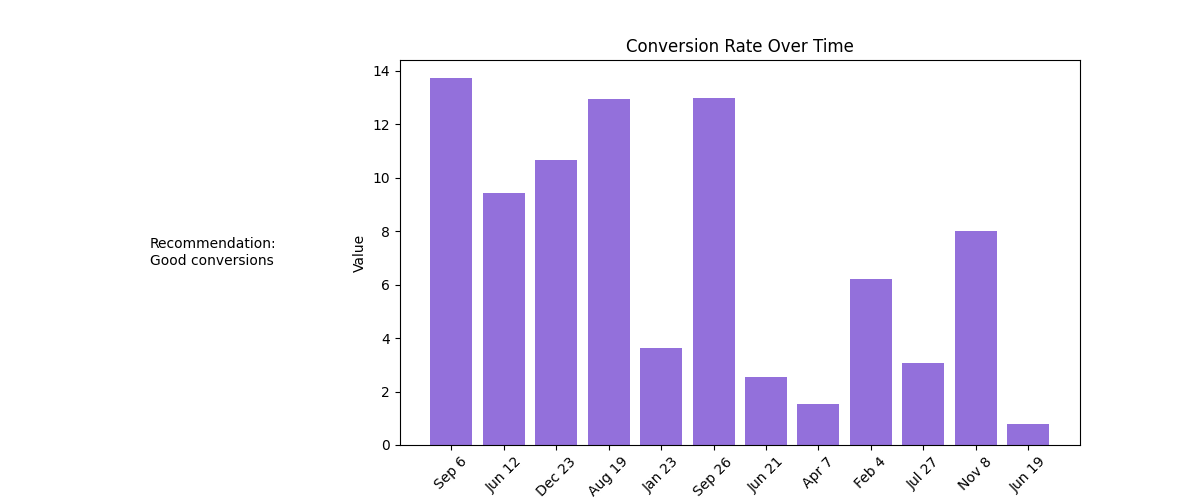 Conversion Rate Over Time
Recommendation:
Good conversions
Value
14
12
10
8
6
4
2
0
Sep 6
Jun 12
Dec 23
Aug 19
Jan 23
Sep 26
Jun 21
Apr 7
Feb 4
Jul 27
Nov 8
Jun 19